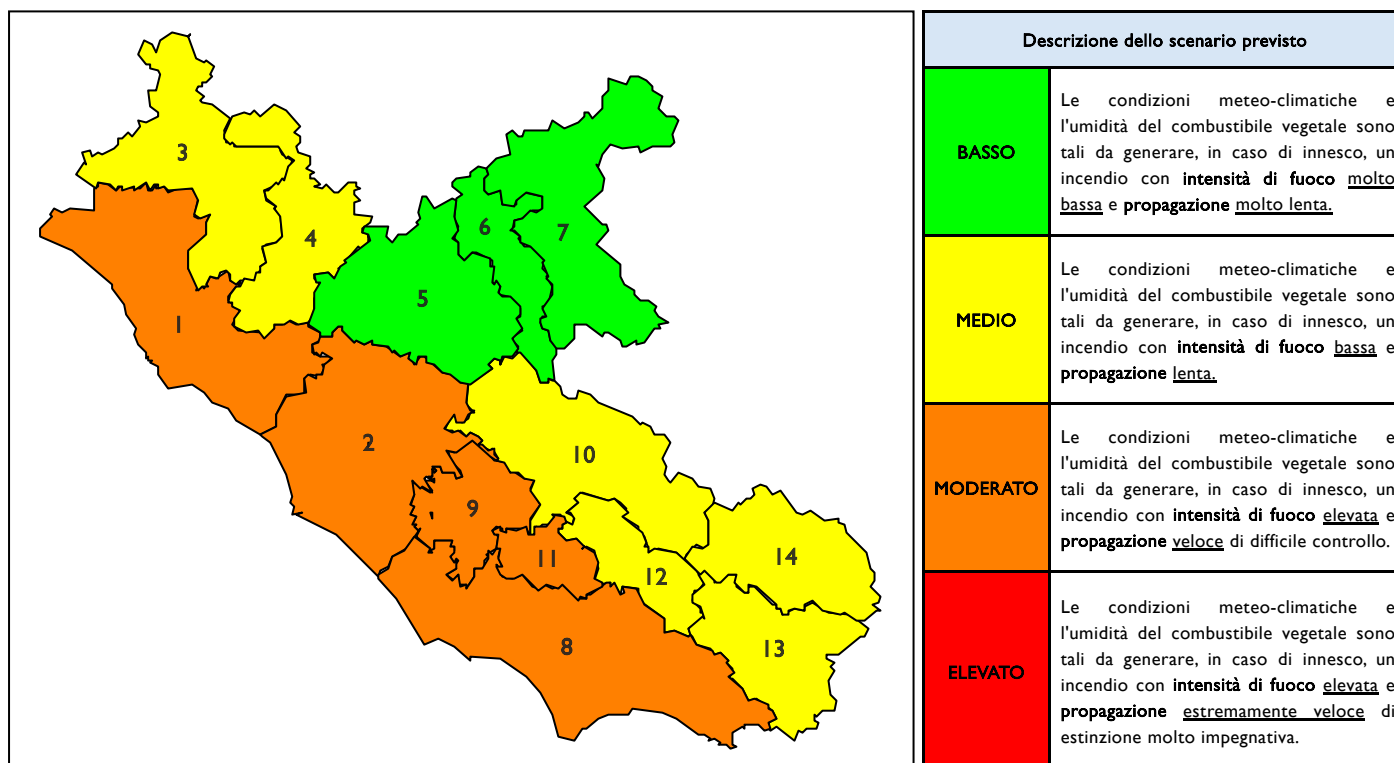 3
4
6
7
5
1
2
10
9
11
12
14
8
13
Descrizione dello scenario previsto
BASSO
Le condizioni meteo-climatiche e
l'umidità del combustibile vegetale sono
tali da generare, in caso di innesco, un
incendio con intensità di fuoco molto
bassa e propagazione molto lenta.
MEDIO
Le condizioni meteo-climatiche e
l'umidità del combustibile vegetale sono
tali da generare, in caso di innesco, un
incendio con intensità di fuoco bassa e
propagazione lenta.
MODERATO
Le condizioni meteo-climatiche e
l'umidità del combustibile vegetale sono
tali da generare, in caso di innesco, un
incendio con intensità di fuoco elevata e
propagazione veloce di difficile controllo.
ELEVATO
Le condizioni meteo-climatiche e
l'umidità del combustibile vegetale sono
tali da generare, in caso di innesco, un
incendio con intensità di fuoco elevata e
propagazione estremamente veloce di
estinzione molto impegnativa.